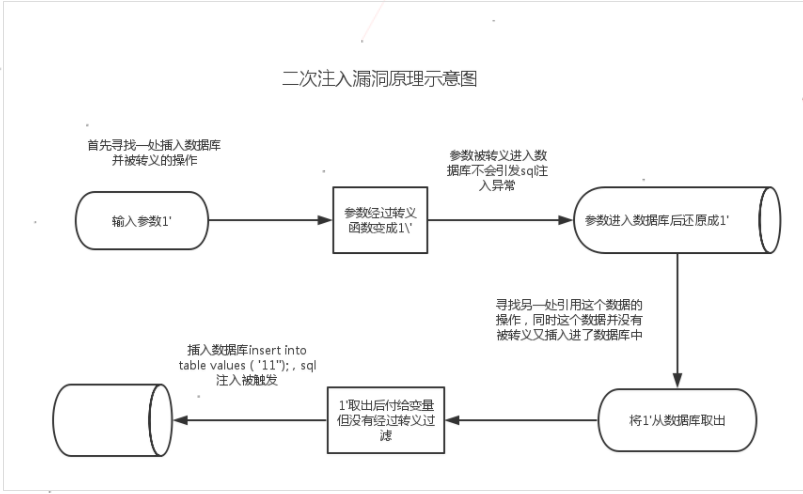 二次注入漏洞原理示意图
首先寻找一处插入数据库
并被转义的操作
参数被转义进入数
据库不会引发sql注
入异常
输入参数1'
参数经过转义
函数变成1\'
参数进入数据库后还原成1'
寻找另一处引用这个数据的
操作，同时这个数据并没有
被转义又插入进了数据库中
插入数据库insert into
table values ( '11''); , sql
注入被触发
1'取出后付给变量
但没有经过转义过
滤
将1'从数据库取出